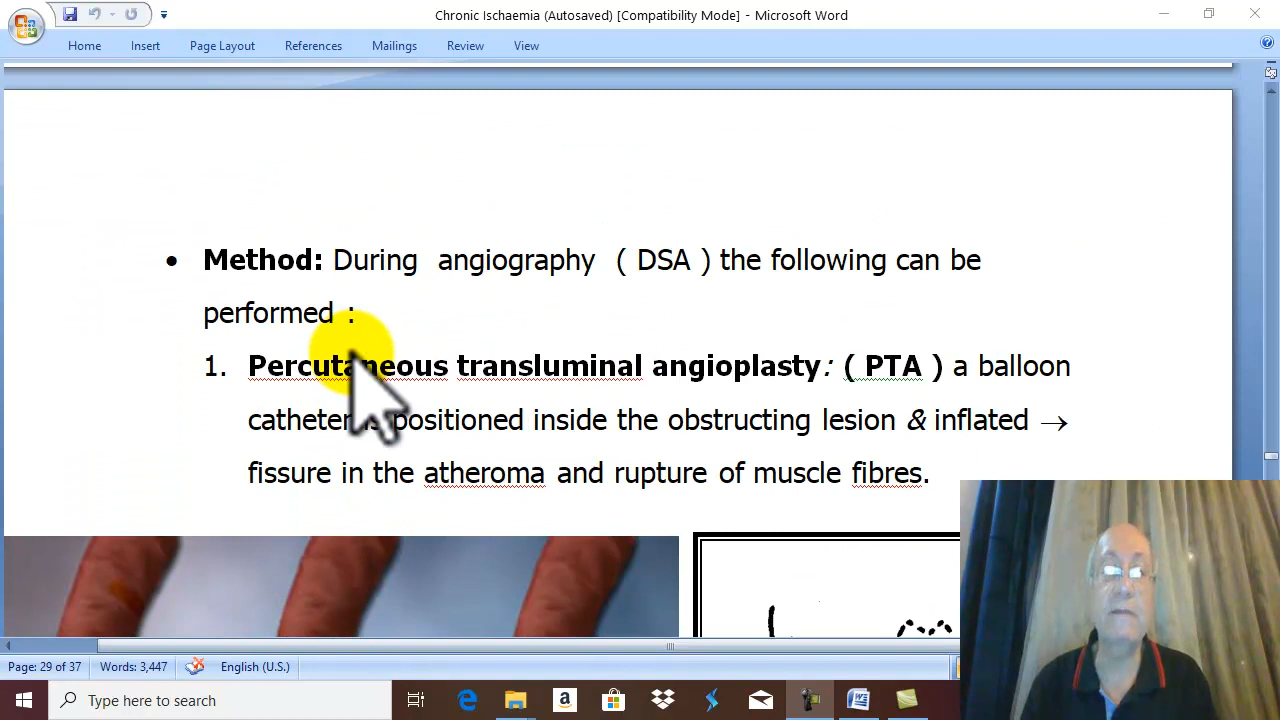 Chronic Ischaemia (Autosaved) [Compatibility Mode] - Microsoft Word
Home Insert Page Layout References Mailings Review View
• Method: During angiography ( DSA ) the following can be
performed :
1. Percutaneous transluminal angioplasty: ( PTA ) a balloon
catheter is positioned inside the obstructing lesion & inflated →
fissure in the atheroma and rupture of muscle fibres.
Page: 29 of 37 Words: 3,447 English (U.S.)
Type here to search